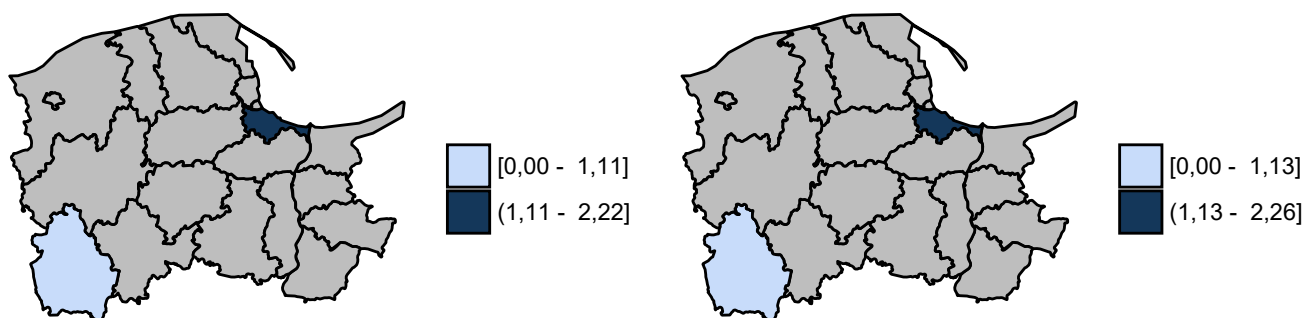 [0,00 - 1,11]
(1,11 - 2,22]
[0,00 - 1,13]
(1,13 - 2,26]